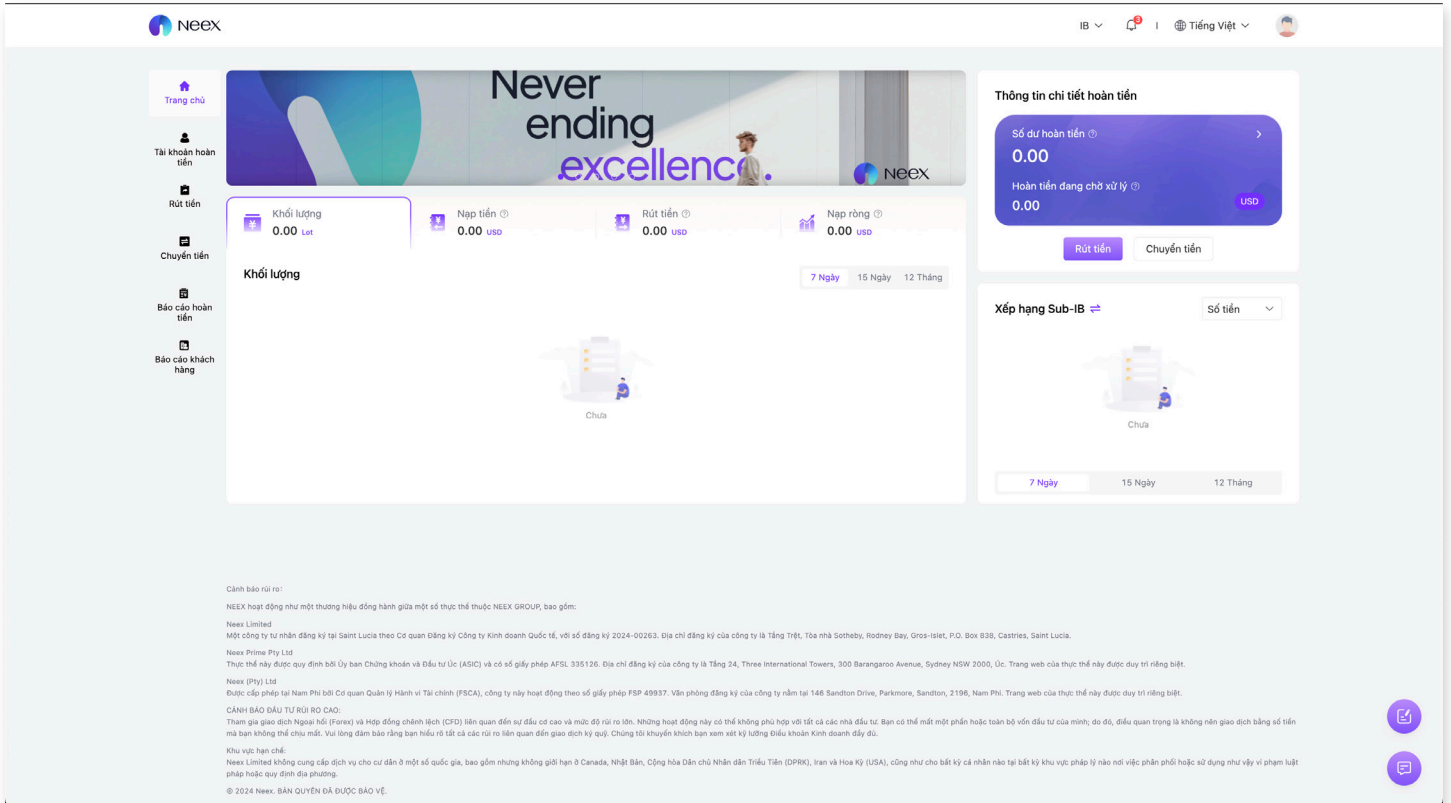 Neex
IB
3
Tiếng Việt
Trang chủ
Tài khoản hoàn
tiền
Rút tiền
Chuyển tiền
Báo cáo hoàn
tiền
Báo cáo khách
hàng
Never
ending
.excellence.
Neex
Khối lượng
0.00 Lot
Nạp tiền
0.00 USD
Rút tiền
0.00 USD
Nạp ròng
0.00 USD
Khối lượng
7 Ngày 15 Ngày 12 Tháng
Chưa
Thông tin chi tiết hoàn tiền
Số dư hoàn tiền
0.00
Hoàn tiền đang chờ xử lý
0.00
USD
Rút tiền
Chuyển tiền
Xếp hạng Sub-IB
Số tiền
Chưa
7 Ngày 15 Ngày 12 Tháng
Cảnh báo rủi ro:
NEEX hoạt động như một thương hiệu đồng hành giữa một số thực thể thuộc NEEX GROUP, bao gồm:
Neex Limited
Một công ty tư nhân đăng ký tại Saint Lucia theo Cơ quan Đăng ký Công ty Kinh doanh Quốc tế, với số đăng ký 2024-00263. Địa chỉ đăng ký của công ty là Tầng Trệt, Tòa nhà Sotheby, Rodney Bay, Gros-Islet, P.O. Box 838, Castries, Saint Lucia.
Neex Prime Pty Ltd
Thực thể này được quy định bởi Ủy ban Chứng khoán và Đầu tư Úc (ASIC) và có số giấy phép AFSL 335126. Địa chỉ đăng ký của công ty là Tầng 24, Three International Towers, 300 Barangaroo Avenue, Sydney NSW 2000, Úc. Trang web của thực thể này được duy trì riêng biệt.
Neex (Pty) Ltd
Được cấp phép tại Nam Phi bởi Cơ quan Quản lý Hành vi Tài chính (FSCA), công ty này hoạt động theo số giấy phép FSP 49937. Văn phòng đăng ký của công ty nằm tại 146 Sandton Drive, Parkmore, Sandton, 2196, Nam Phi. Trang web của thực thể này được duy trì riêng biệt.
CẢNH BÁO ĐẦU TƯ RỦI RO CAO:
Tham gia giao dịch Ngoại hối (Forex) và Hợp đồng chênh lệch (CFD) liên quan đến sự đầu cơ cao và mức độ rủi ro lớn. Những hoạt động này có thể không phù hợp với tất cả các nhà đầu tư. Bạn có thể mất một phần hoặc toàn bộ vốn đầu tư của mình; do đó, điều quan trọng là không nên giao dịch bằng số tiền
mà bạn không thể chịu mất. Vui lòng đảm bảo rằng bạn hiểu rõ tất cả các rủi ro liên quan đến giao dịch ký quỹ. Chúng tôi khuyến khích bạn xem xét kỹ lưỡng Điều khoản Kinh doanh đầy đủ.
Khu vực hạn chế:
Neex Limited không cung cấp dịch vụ cho cư dân ở một số quốc gia, bao gồm nhưng không giới hạn ở Canada, Nhật Bản, Cộng hòa Dân chủ Nhân dân Triều Tiên (DPRK), Iran và Hoa Kỳ (USA), cũng như cho bất kỳ cá nhân nào tại bất kỳ khu vực pháp lý nào nơi việc phân phối hoặc sử dụng như vậy vi phạm luật
pháp hoặc quy định địa phương.
© 2024 Neex. BẢN QUYỀN ĐÃ ĐƯỢC BẢO VỆ.